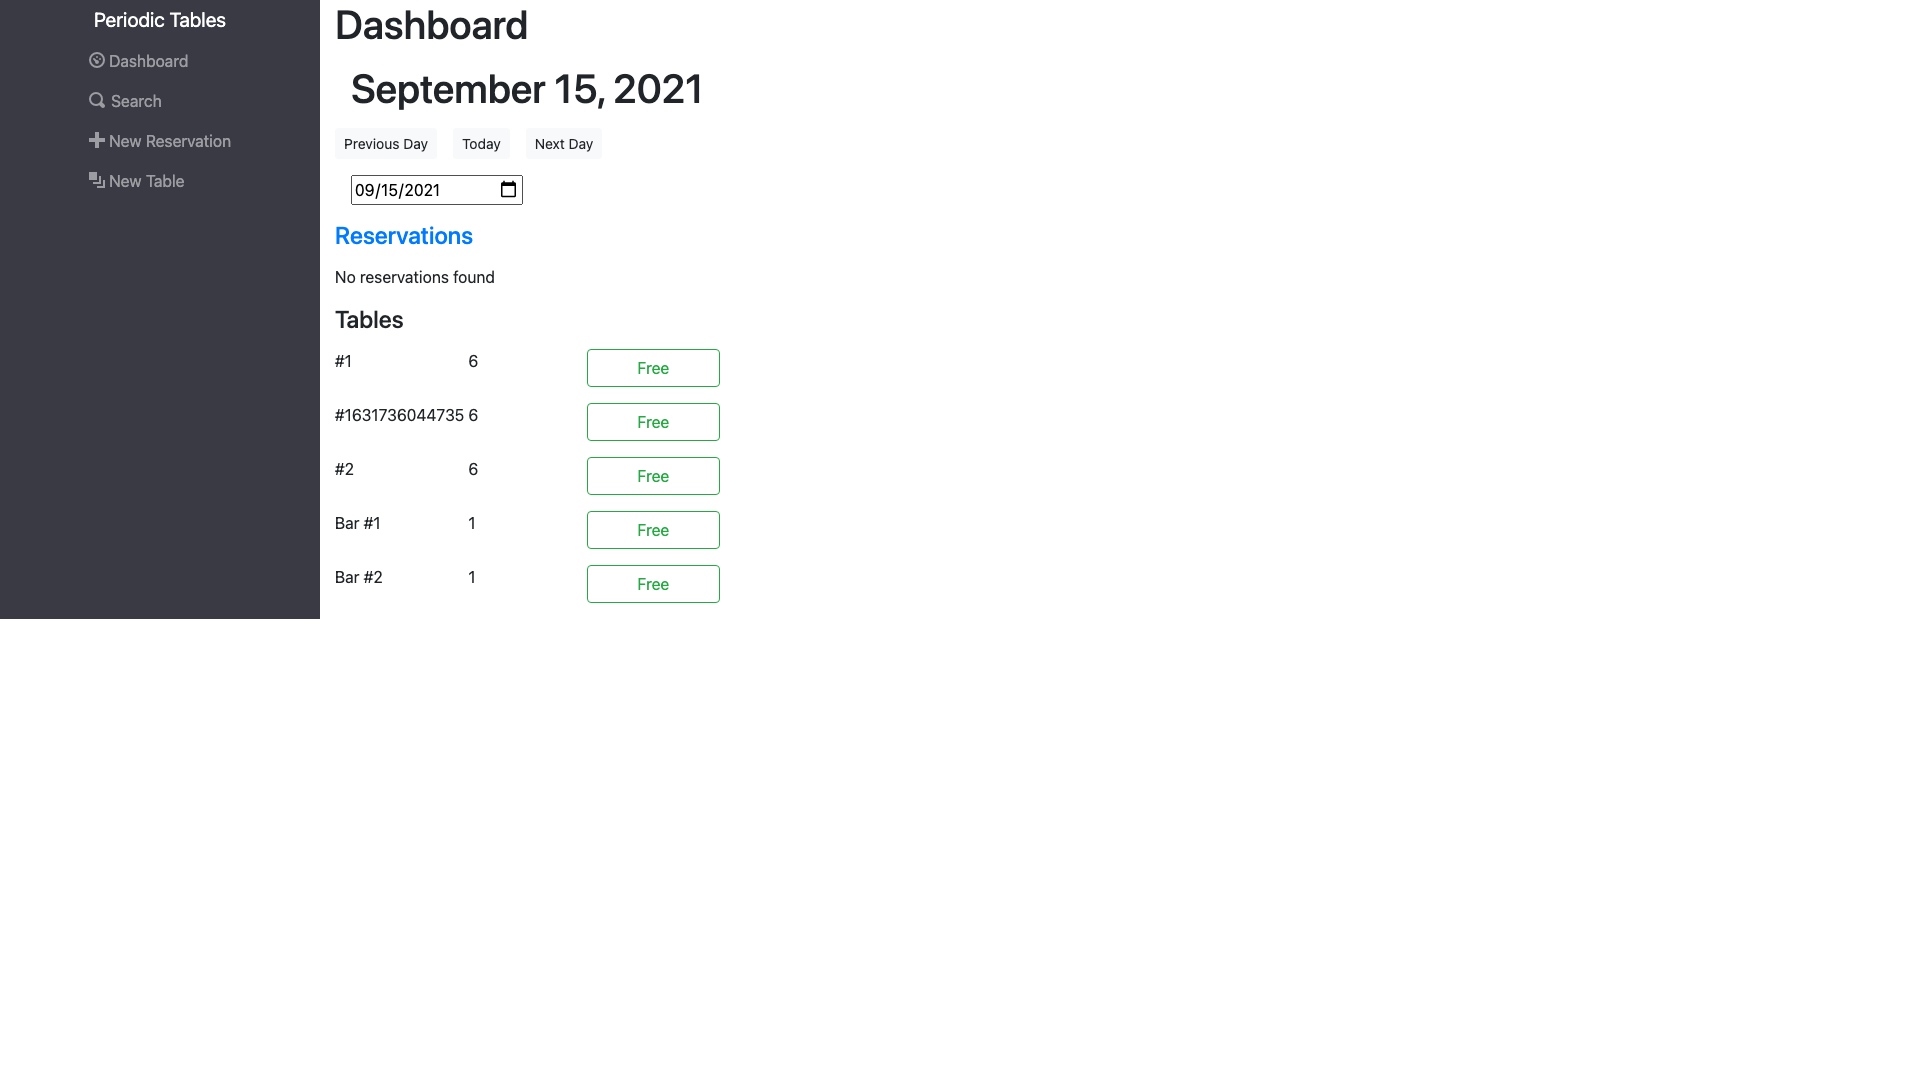 Periodic Tables
Dashboard
Search
New Reservation
New Table
Dashboard
September 15, 2021
Previous Day Today Next Day
09/15/2021
Reservations
No reservations found
Tables
#1 6 Free
#1631736044735 6 Free
#2 6 Free
Bar #1 1 Free
Bar #2 1 Free